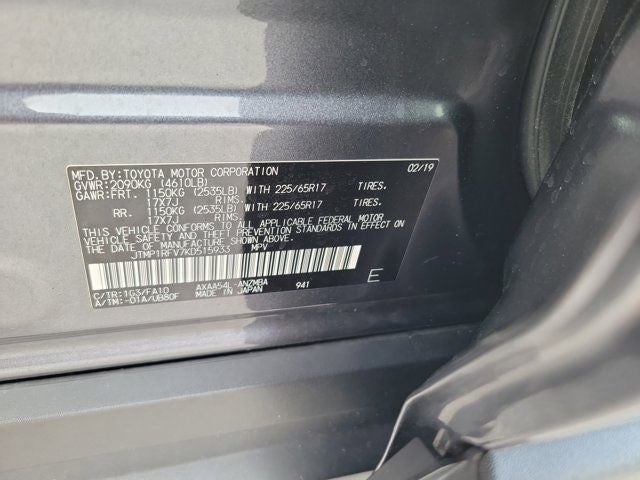 MFD.BY:TOYOTA MOTOR CORPORATION 02/19
GVWR:2090KG (4610LB)
GAWR:FRT. 1150KG (2535LB) WITH 225/65R17 TIRES.
17X7J RIMS.
RR. 1150KG (2535LB) WITH 225/65R17 TIRES.
17X7J RIMS.
THIS VEHICLE CONFORMS TO ALL APPLICABLE FEDERAL MOTOR
VEHICLE SAFETY AND THEFT PREVENTION STANDARDS IN EFFECT
ON THE DATE OF MANUFACTURE SHOWN ABOVE.
JTMP1RFV7KD515933 MPV
E
C/TR:1G3/FA10 AXAA54L-ANZMBA 941
A/TM:-01A/UB80F MADE IN JAPAN